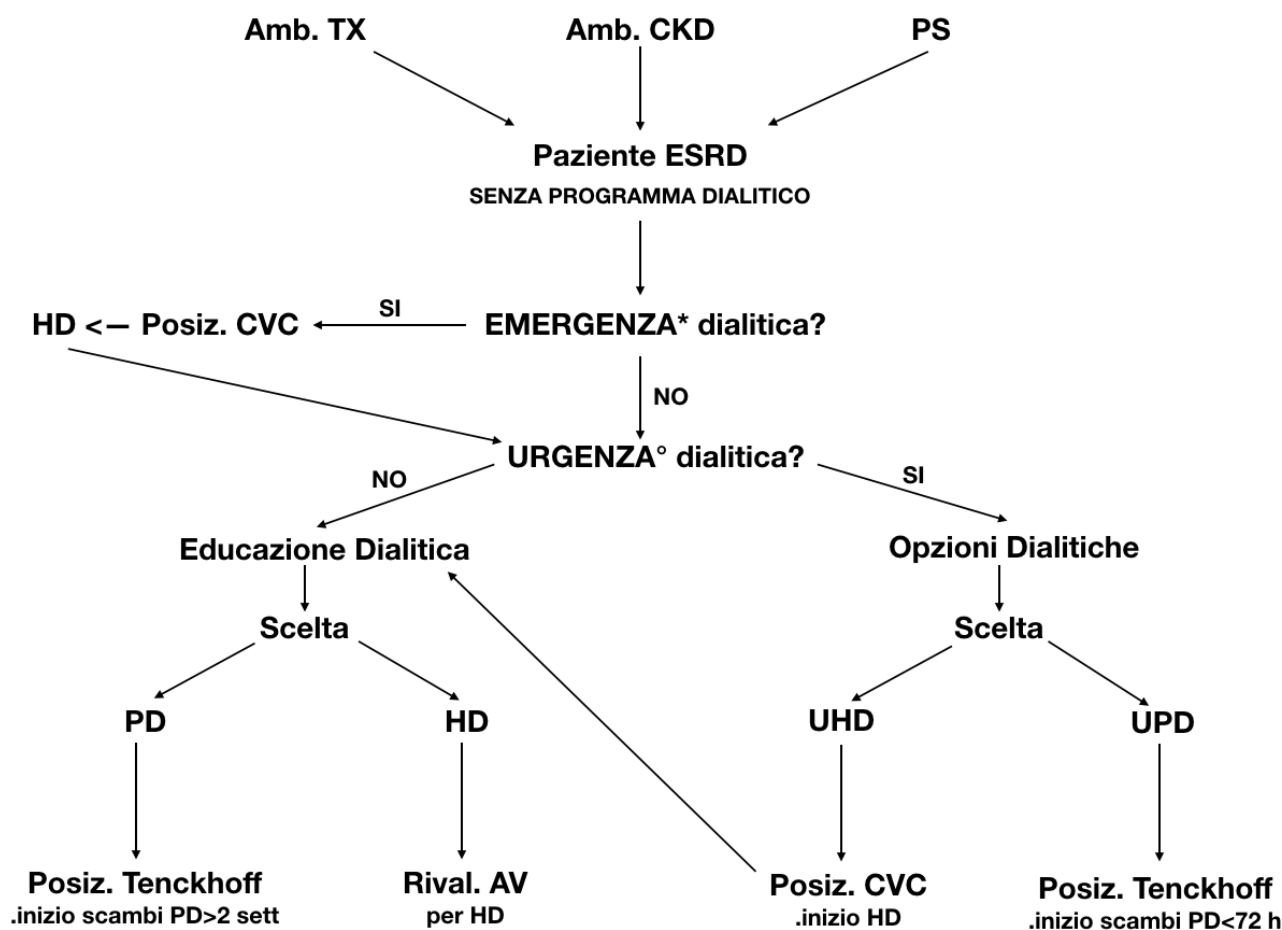 Amb. TX
Amb. CKD
PS
Paziente ESRD
SENZA PROGRAMMA DIALITICO
HD <— Posiz. CVC
SI
EMERGENZA* dialitica?
NO
URGENZA° dialitica?
NO
SI
Educazione Dialitica
Opzioni Dialitiche
Scelta
Scelta
PD
HD
UHD
UPD
Posiz. Tenckhoff
.inizio scambi PD>2 sett
Rival. AV
per HD
Posiz. CVC
.inizio HD
Posiz. Tenckhoff
.inizio scambi PD<72 h